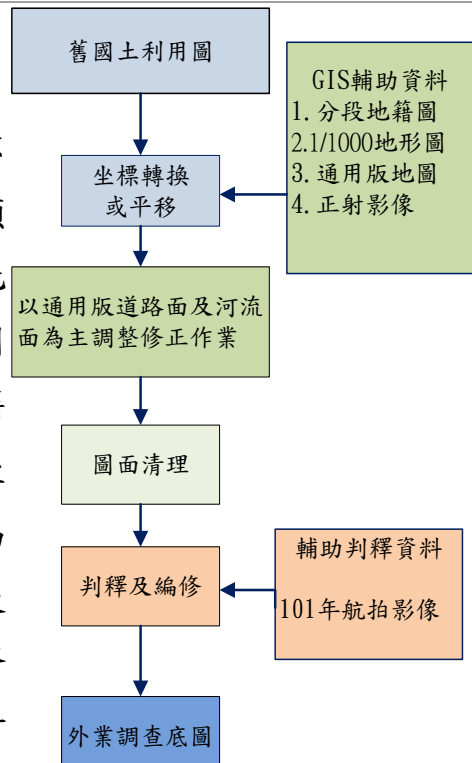 舊國土利用圖
GIS輔助資料
1. 分段地籍圖
2.1/1000地形圖
3. 通用版地圖
4. 正射影像
坐標轉換
或平移
以通用版道路面及河流
面為主調整修正作業
圖面清理
判釋及編修
輔助判釋資料
101年航拍影像
外業調查底圖